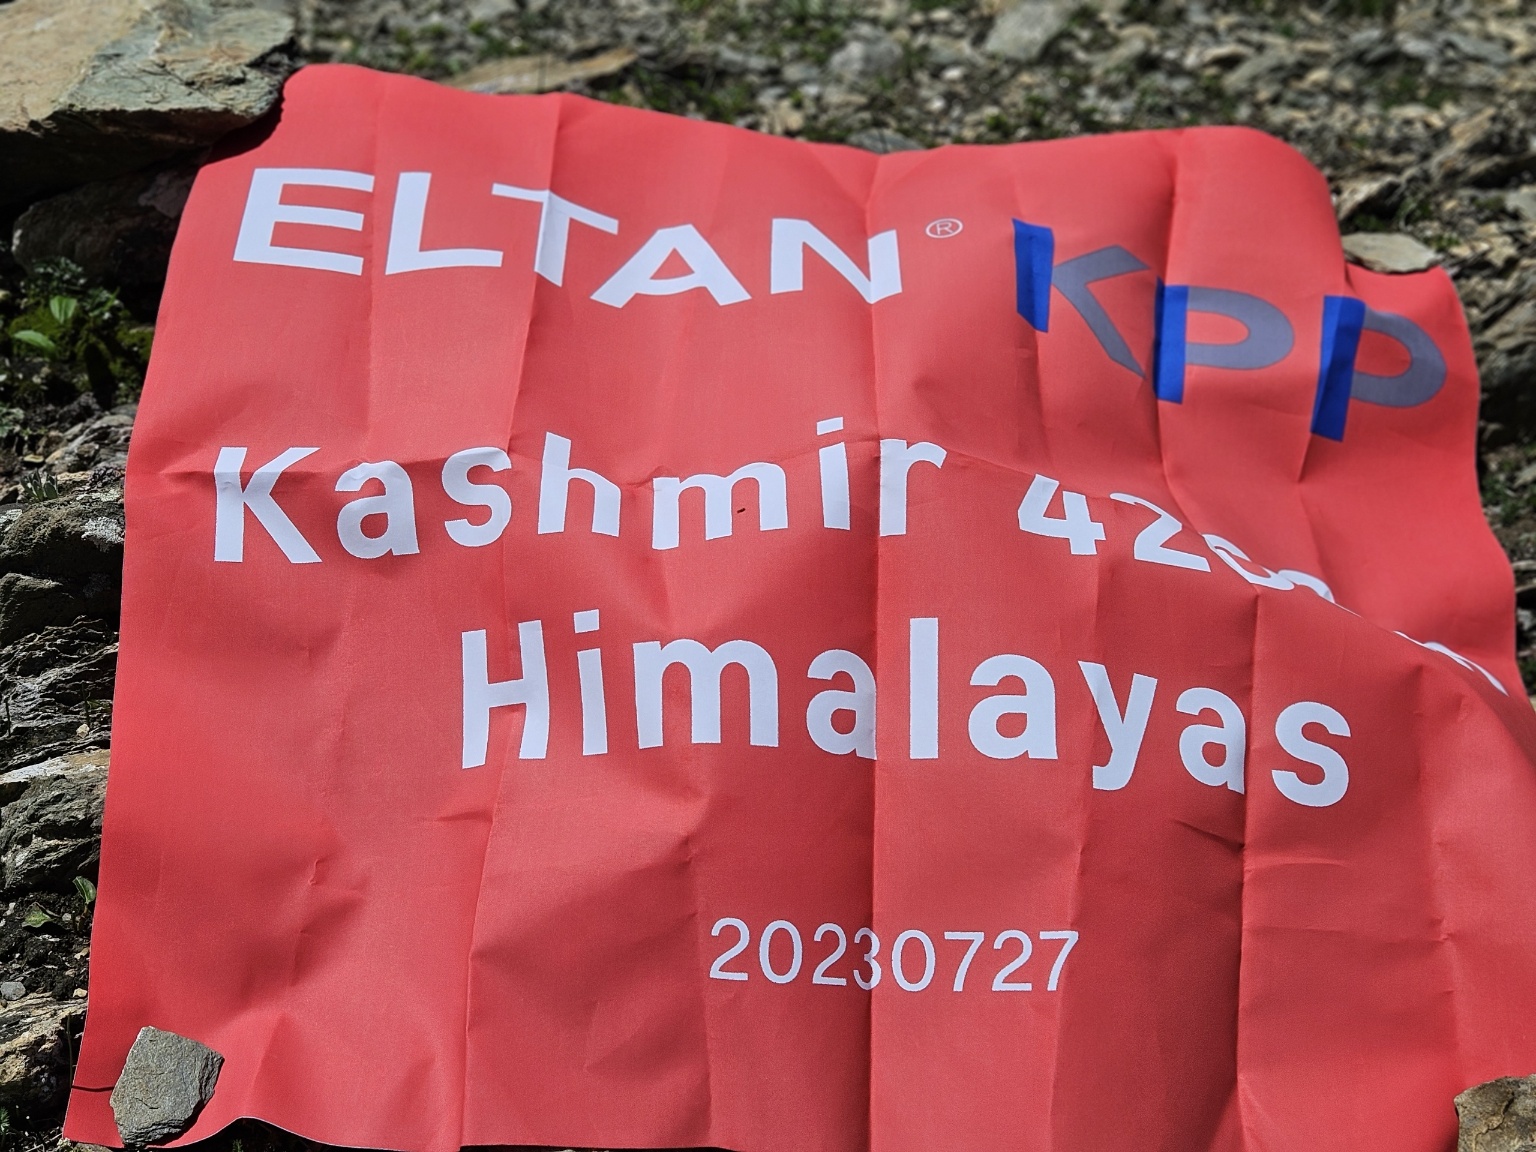 ELTAN® KPP
Kashmir
Himalayas
20230727